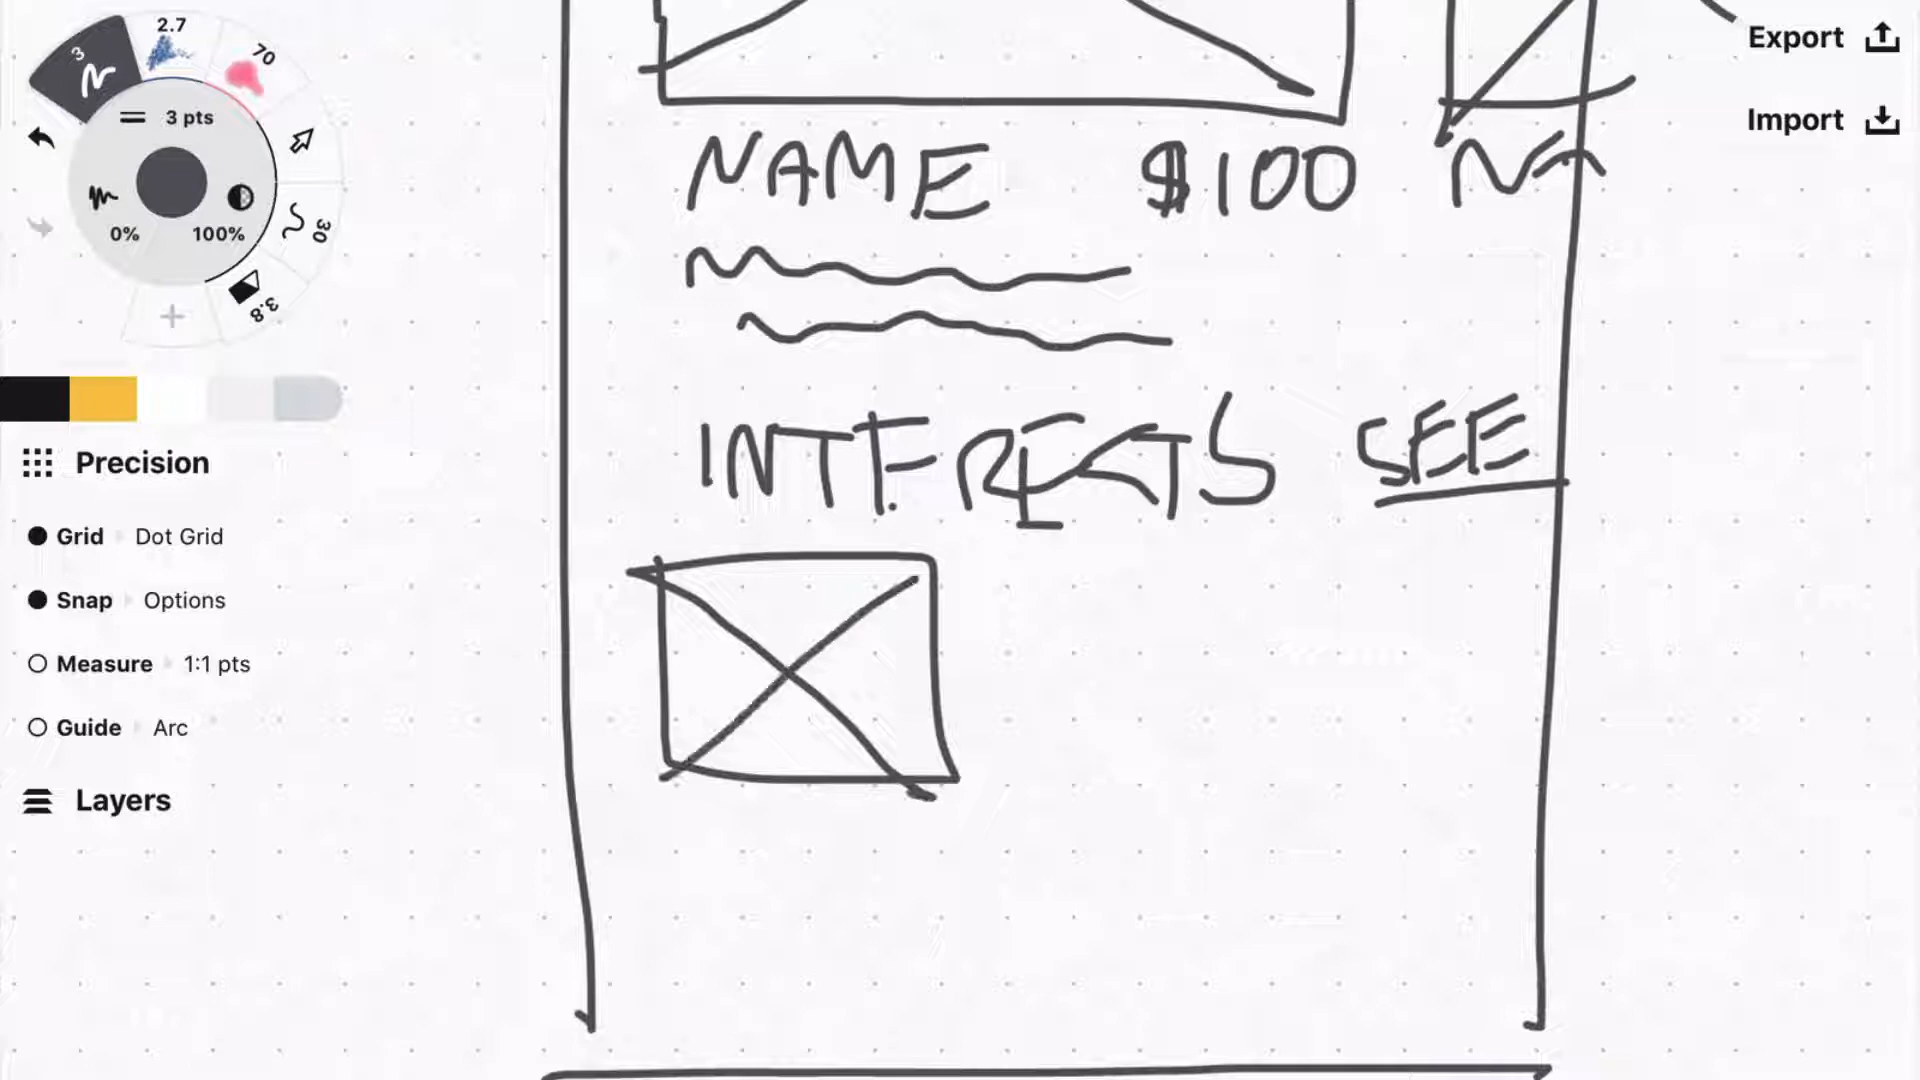 2.7
3
70
3 pts
30
0%
100%
3.8
Export
Import
Precision
Grid Dot Grid
Snap Options
Measure 1:1 pts
Guide Arc
Layers
NAME $100 NA
INTERESTS SEE